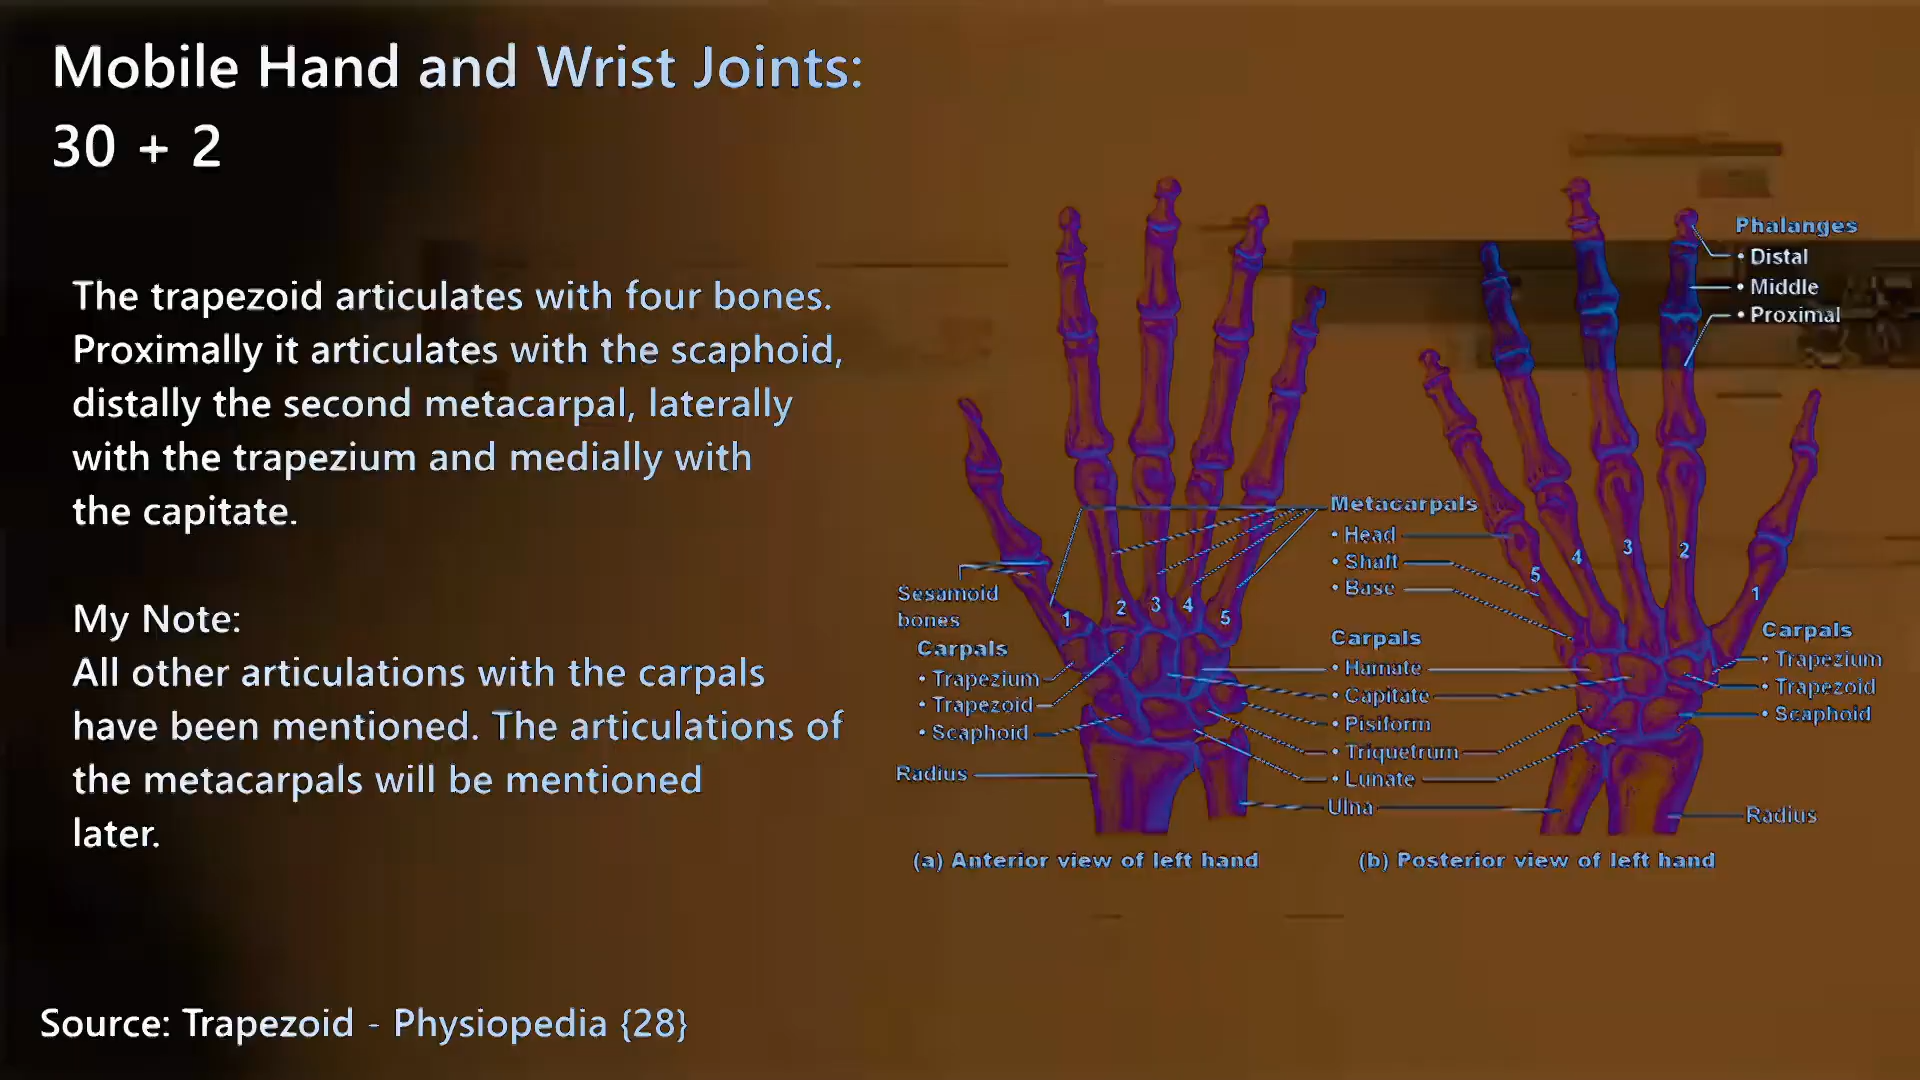 Mobile Hand and Wrist Joints:
30 + 2
The trapezoid articulates with four bones.
Proximally it articulates with the scaphoid,
distally the second metacarpal, laterally
with the trapezium and medially with
the capitate.
My Note:
All other articulations with the carpals
have been mentioned. The articulations of
the metacarpals will be mentioned
later.
Source: Trapezoid - Physiopedia {28}
Sesamoid
bones
Carpals
• Trapezium
• Trapezoid
• Scaphoid
Radius
1
2
3
4
5
(a) Anterior view of left hand
Metacarpals
• Head
• Shaft
• Base
Carpals
• Hamate
• Capitate
• Pisiform
• Triquetrum
• Lunate
Ulna
Phalanges
• Distal
• Middle
• Proximal
5
4
3
2
1
Carpals
• Trapezium
• Trapezoid
• Scaphoid
Radius
(b) Posterior view of left hand